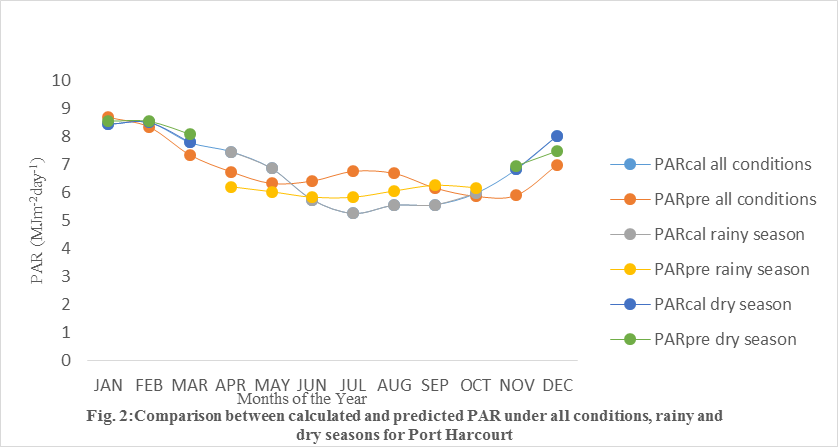 10
9
8
7
6
5
4
3
2
1
0
PAR (MJm-2day-1)
JAN FEB MAR APR MAY JUN JUL AUG SEP OCT NOV DEC
Months of the Year
PARcal all conditions
PARpre all conditions
PARcal rainy season
PARpre rainy season
PARcal dry season
PARpre dry season
Fig. 2:Comparison between calculated and predicted PAR under all conditions, rainy and
dry seasons for Port Harcourt